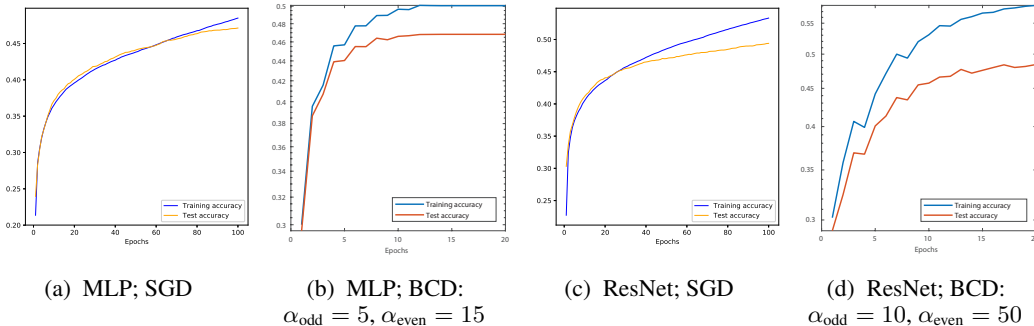 0.45
0.40
0.35
0.30
0.25
0.20
0 20 40 60 80 100
Epochs
Training accuracy
Test accuracy
0.5
0.48
0.46
0.44
0.42
0.4
0.38
0.36
0.34
0.32
0.3
0 5 10 15 20
Epochs
Training accuracy
Test accuracy
0.50
0.45
0.40
0.35
0.30
0.25
0 20 40 60 80 100
Epochs
Training accuracy
Test accuracy
0.55
0.5
0.45
0.4
0.35
0.3
0 5 10 15 20
Epochs
Training accuracy
Test accuracy
(a) MLP; SGD
(b) MLP; BCD:
α_odd = 5, α_even = 15
(c) ResNet; SGD
(d) ResNet; BCD:
α_odd = 10, α_even = 50